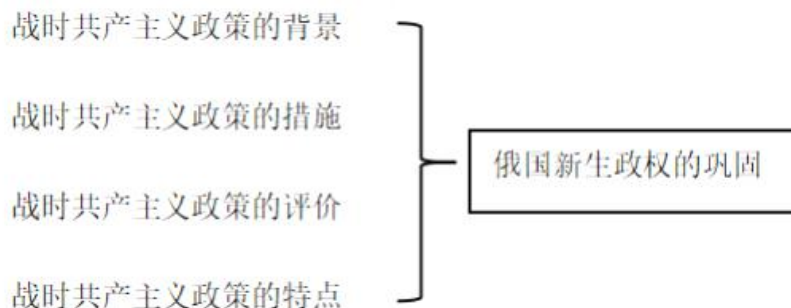 战时共产主义政策的背景
战时共产主义政策的措施
俄国新生政权的巩固
战时共产主义政策的评价
战时共产主义政策的特点